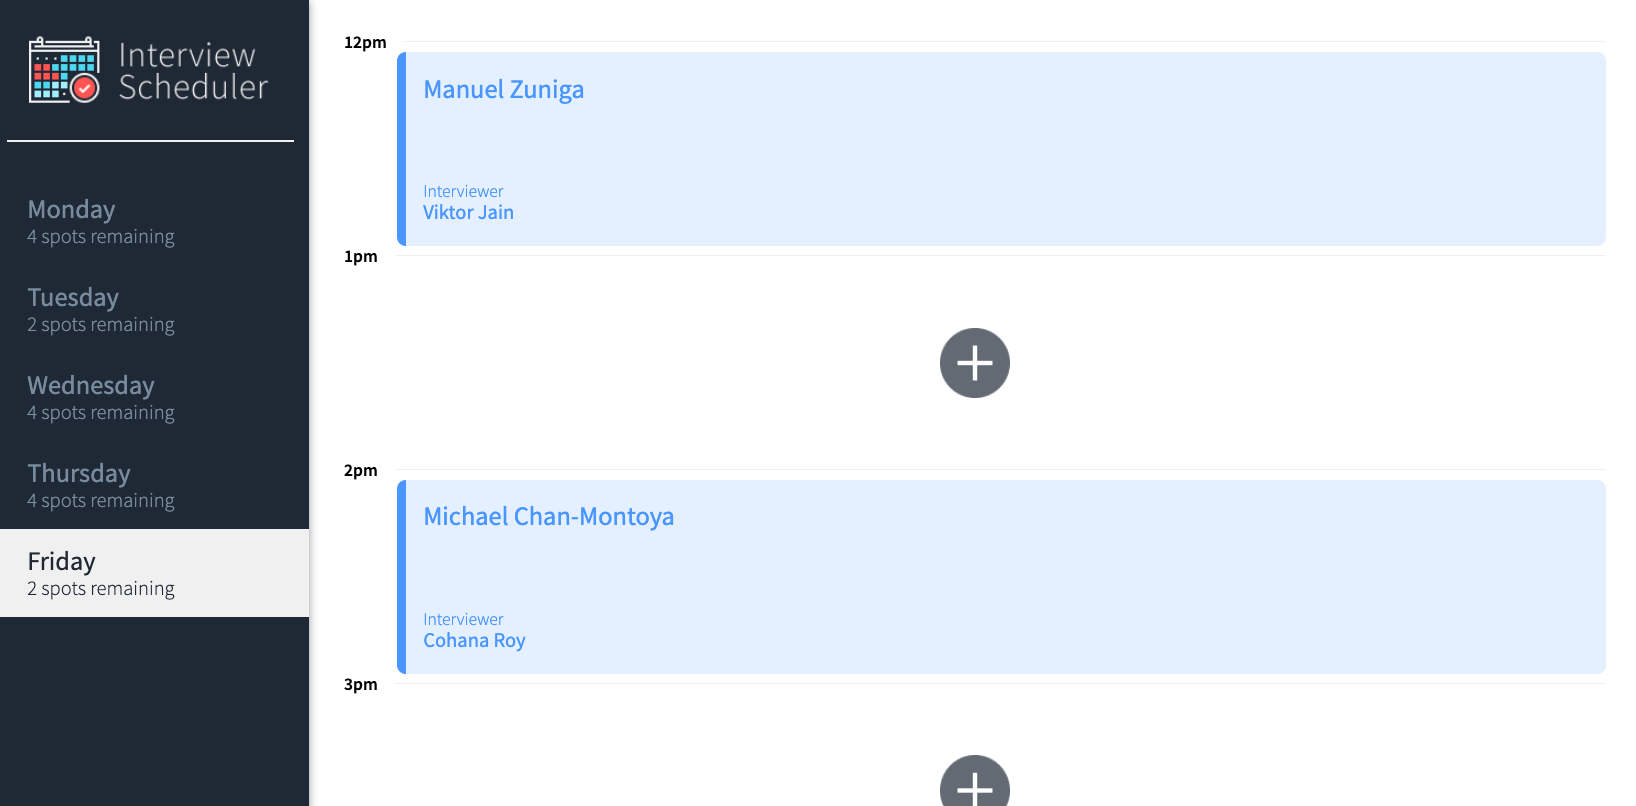 Interview
Scheduler
Monday
4 spots remaining
Tuesday
2 spots remaining
Wednesday
4 spots remaining
Thursday
4 spots remaining
Friday
2 spots remaining
12pm
Manuel Zuniga
Interviewer
Viktor Jain
1pm
2pm
Michael Chan-Montoya
Interviewer
Cohana Roy
3pm